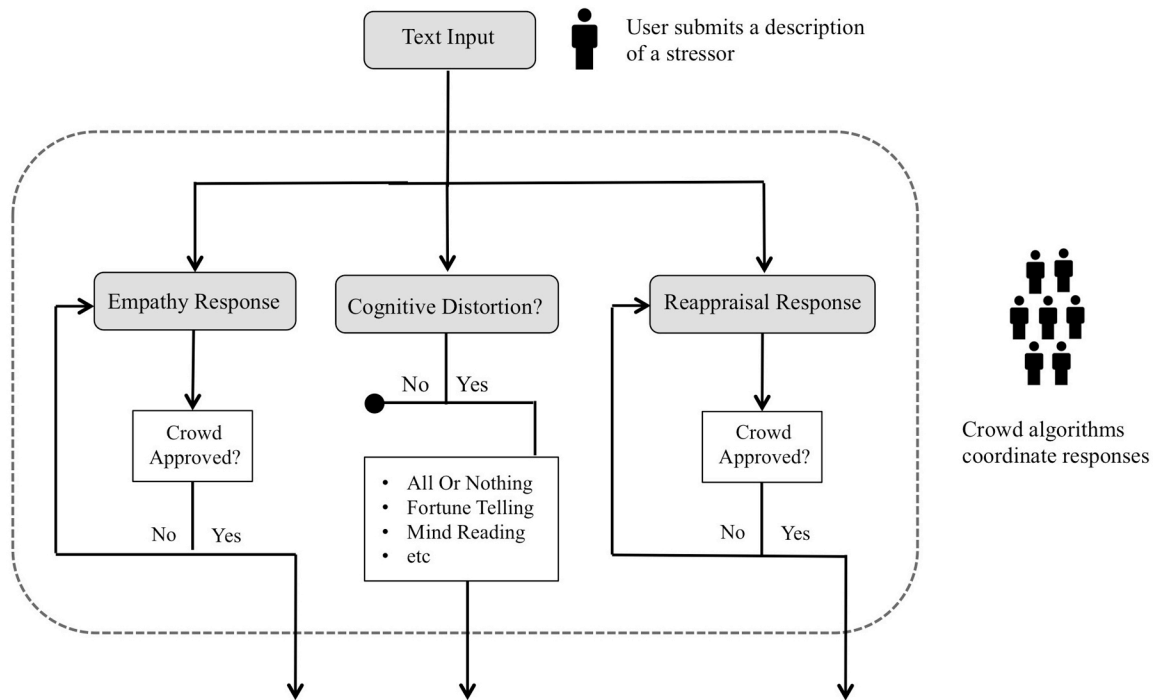 Text Input
User submits a description
of a stressor
Empathy Response
Cognitive Distortion?
Reappraisal Response
No Yes
Crowd
Approved?
• All Or Nothing
• Fortune Telling
• Mind Reading
• etc
Crowd
Approved?
No Yes
No Yes
Crowd algorithms
coordinate responses